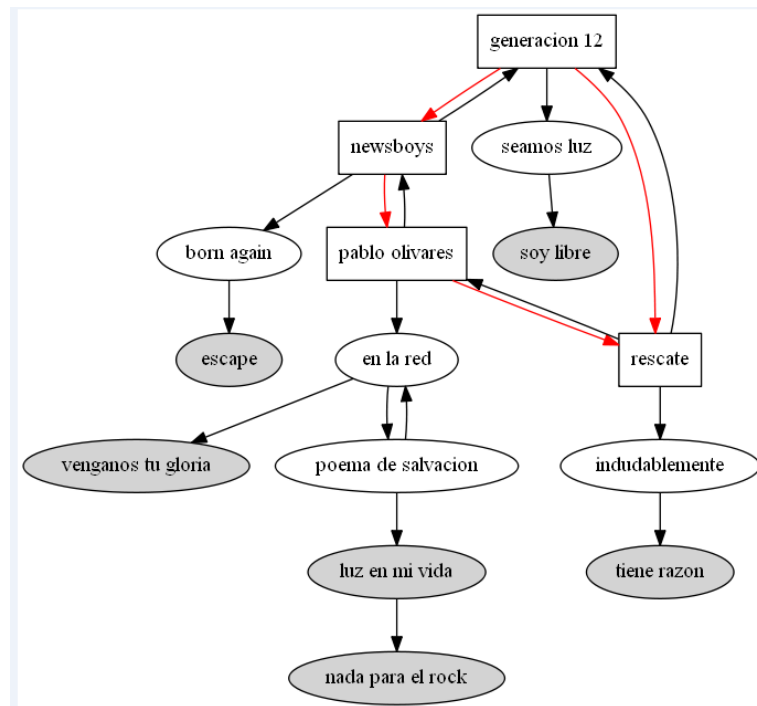 generacion 12
newsboys
seamos luz
born again
pablo olivares
soy libre
escape
en la red
rescate
venganos tu gloria
poema de salvacion
indudablemente
luz en mi vida
tiene razon
nada para el rock